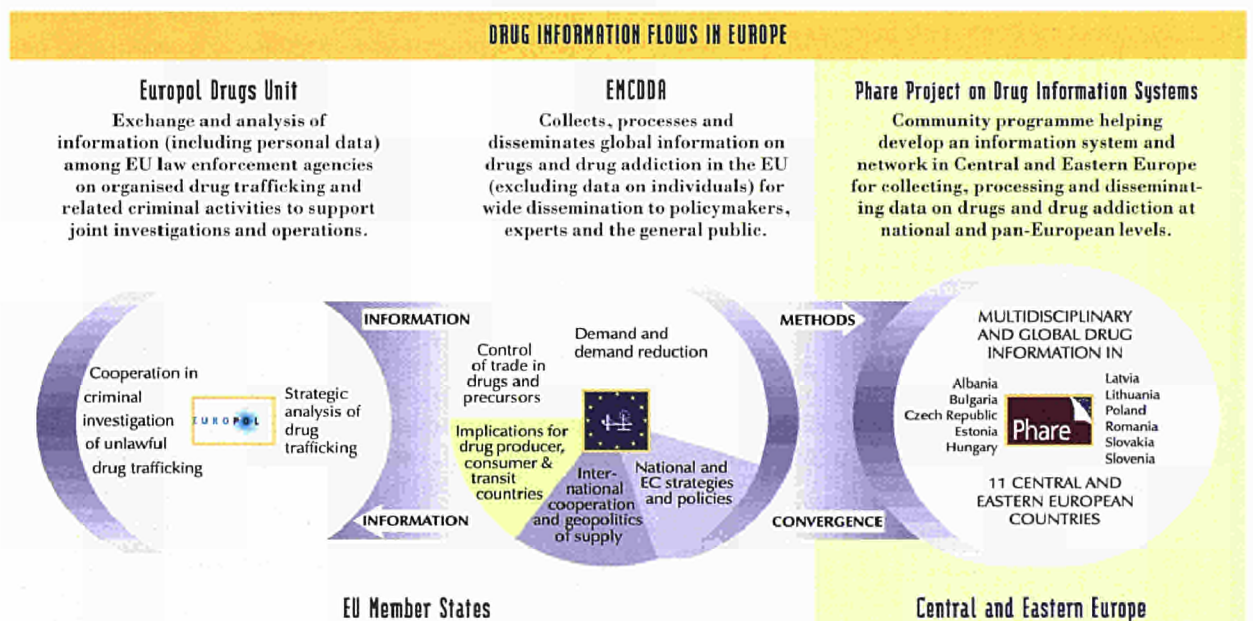 DRUG INFORMATION FLOWS IN EUROPE
Europol Drugs Unit
Exchange and analysis of
information (including personal data)
among EU law enforcement agencies
on organised drug trafficking and
related criminal activities to support
joint investigations and operations.
EMCDDA
Collects, processes and
disseminates global information on
drugs and drug addiction in the EU
(excluding data on individuals) for
wide dissemination to policymakers,
experts and the general public.
Phare Project on Drug Information Systems
Community programme helping
develop an information system and
network in Central and Eastern Europe
for collecting, processing and disseminat-
ing data on drugs and drug addiction at
national and pan-European levels.
Cooperation in
criminal
investigation
of unlawful
drug trafficking
EUROPOL
Strategic
analysis of
drug
trafficking
INFORMATION
INFORMATION
Control
of trade in
drugs and
precursors
Demand and
demand reduction
Implications for
drug producer,
consumer &
transit
countries
Inter-
national
cooperation
and geopolitics
of supply
National and
EC strategies
and policies
METHODS
CONVERGENCE
MULTIDISCIPLINARY
AND GLOBAL DRUG
INFORMATION IN
Albania
Bulgaria
Czech Republic
Estonia
Hungary
Phare
Latvia
Lithuania
Poland
Romania
Slovakia
Slovenia
11 CENTRAL AND
EASTERN EUROPEAN
COUNTRIES
EU Member States
Central and Eastern Europe